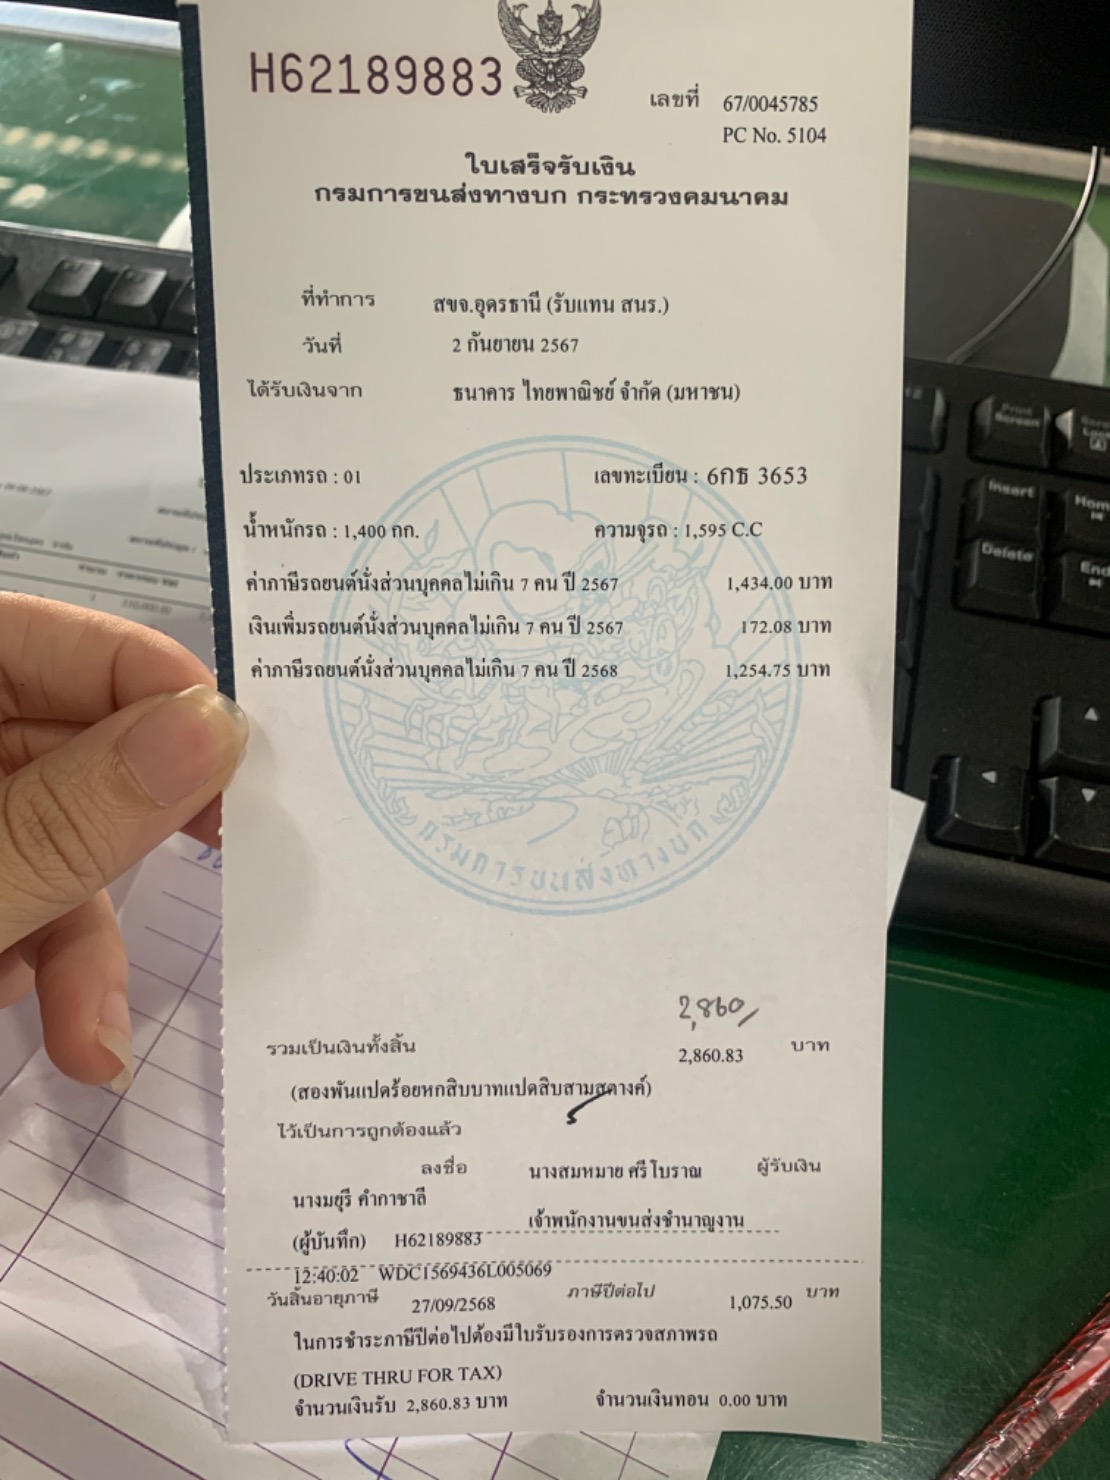 H62189883
เลขที่ 67/0045785
PC No. 5104
ใบเสร็จรับเงิน
กรมการขนส่งทางบก กระทรวงคมนาคม
ที่ทำการ สขจ.อุดรธานี (รับแทน สนร.)
วันที่ 2 กันยายน 2567
ได้รับเงินจาก ธนาคาร ไทยพาณิชย์ จำกัด (มหาชน)
ประเภทรถ : 01 เลขทะเบียน : 6กธ 3653
น้ำหนักรถ : 1,400 กก. ความจุรถ : 1,595 C.C
ค่าภาษีรถยนต์นั่งส่วนบุคคลไม่เกิน 7 คน ปี 2567 1,434.00 บาท
เงินเพิ่มรถยนต์นั่งส่วนบุคคลไม่เกิน 7 คน ปี 2567 172.08 บาท
ค่าภาษีรถยนต์นั่งส่วนบุคคลไม่เกิน 7 คน ปี 2568 1,254.75 บาท
กรมการขนส่งทางบก
2,860/
รวมเป็นเงินทั้งสิ้น 2,860.83 บาท
(สองพันแปดร้อยหกสิบบาทแปดสิบสามสตางค์)
ไว้เป็นการถูกต้องแล้ว
ลงชื่อ นางสมหมาย ศรีโบราณ ผู้รับเงิน
นางมยุรี คำกาชาลี
เจ้าพนักงานขนส่งชำนาญงาน
(ผู้บันทึก) H62189883
12:40:02 WDC1569436L005069
วันสิ้นอายุภาษี 27/09/2568 ภาษีปีต่อไป 1,075.50 บาท
ในการชำระภาษีปีต่อไปต้องมีใบรับรองการตรวจสภาพรถ
(DRIVE THRU FOR TAX)
จำนวนเงินรับ 2,860.83 บาท จำนวนเงินทอน 0.00 บาท
Print
Screen
Insert
Home
Delete
End